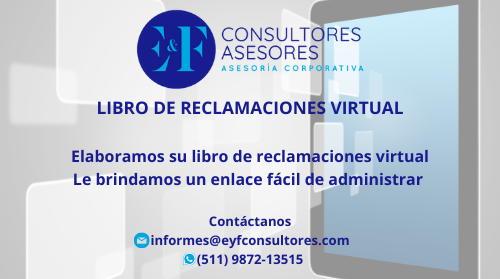 E&F
CONSULTORES
ASESORES
ASESORÍA CORPORATIVA
LIBRO DE RECLAMACIONES VIRTUAL
Elaboramos su libro de reclamaciones virtual
Le brindamos un enlace fácil de administrar
Contáctanos
informes@eyfconsultores.com
(511) 9872-13515